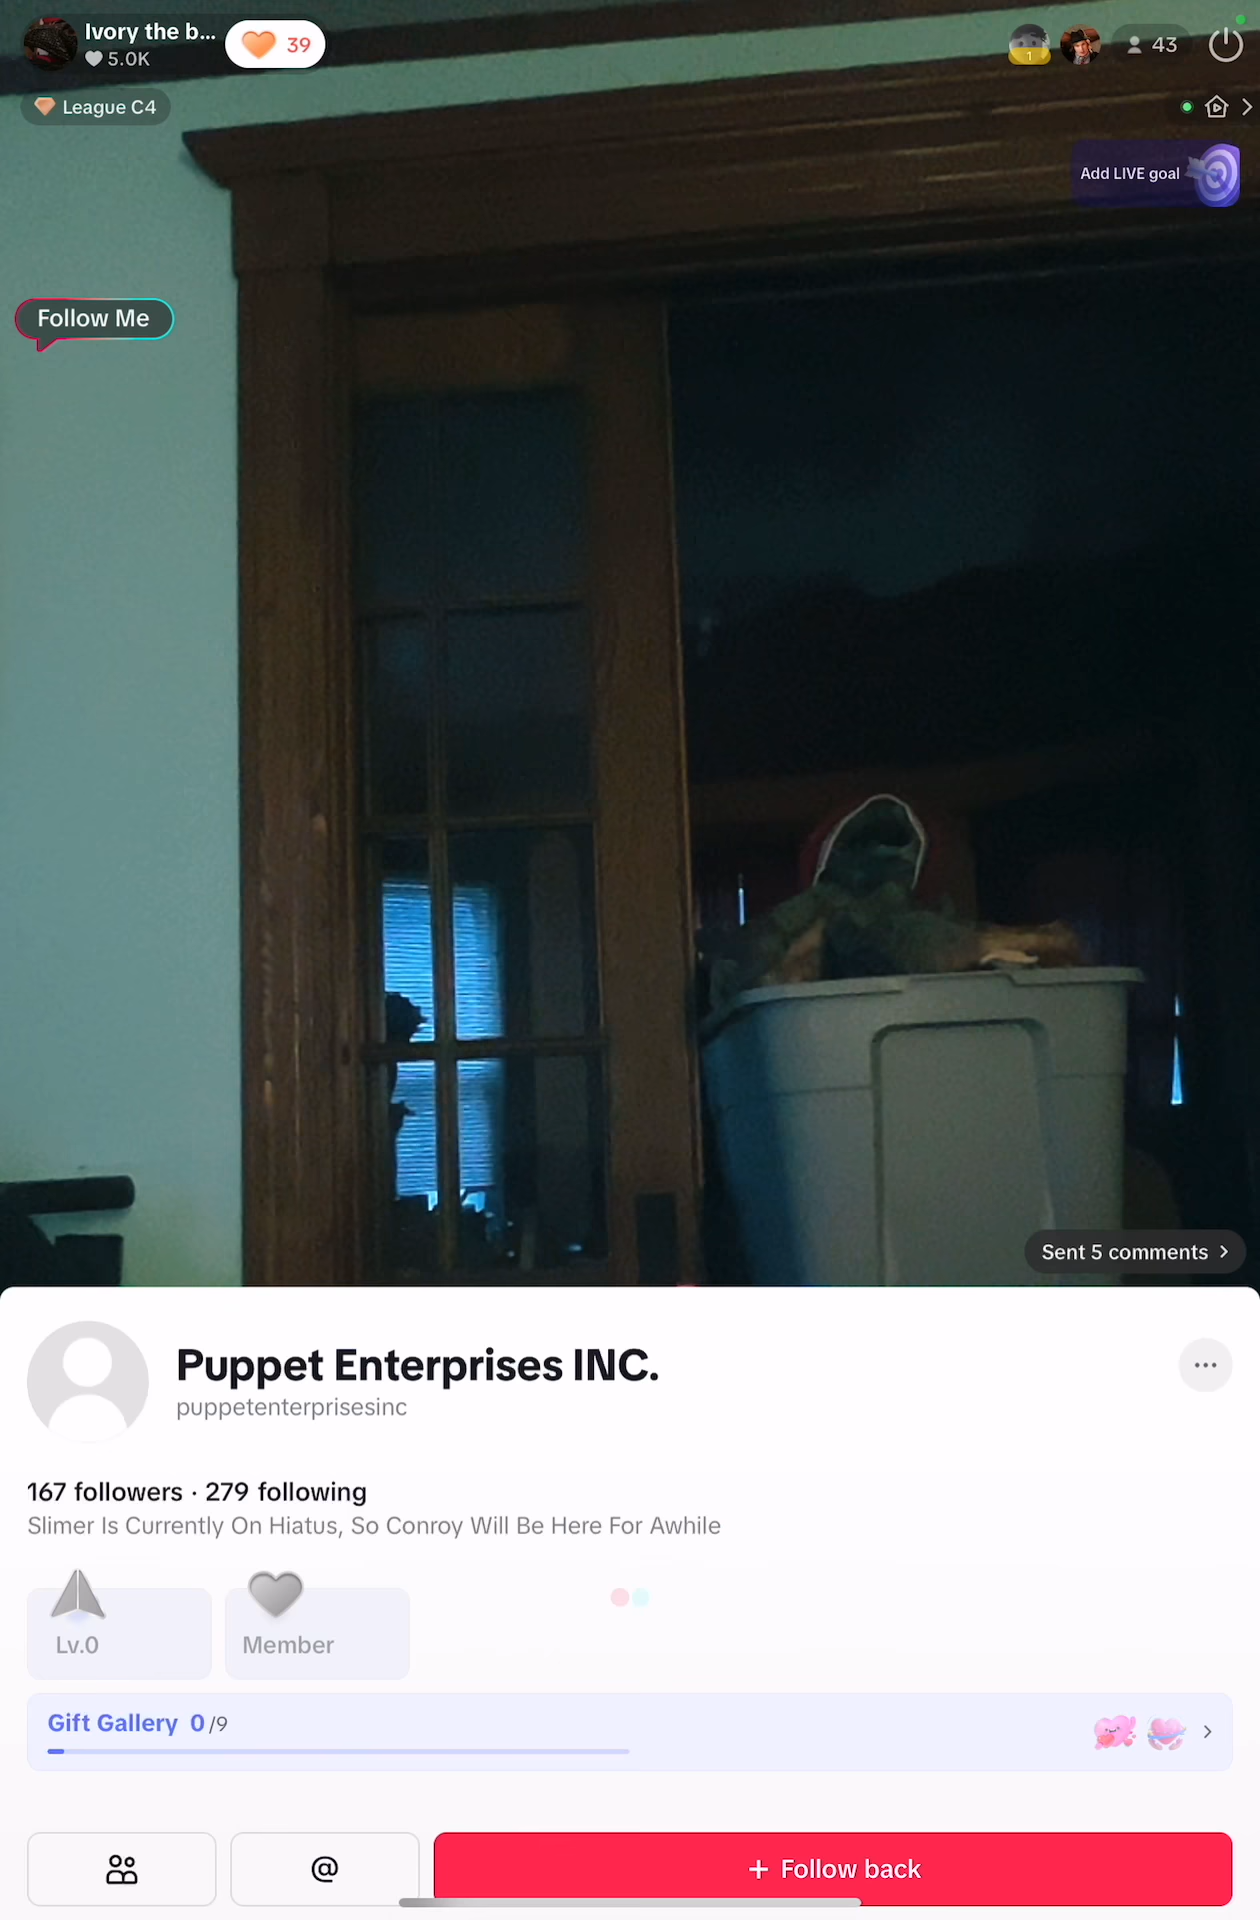 Ivory the b...
5.0K
39
1
43
League C4
Add LIVE goal
Follow Me
Sent 5 comments
Puppet Enterprises INC.
puppetenterprisesinc
167 followers · 279 following
Slimer Is Currently On Hiatus, So Conroy Will Be Here For Awhile
Lv.0
Member
Gift Gallery 0/9
@
+ Follow back